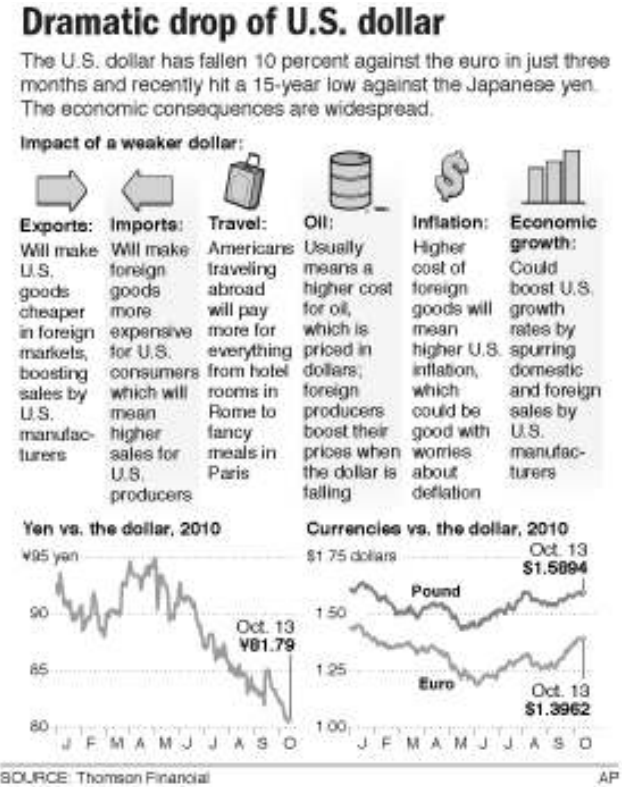 Dramatic drop of U.S. dollar
The U.S. dollar has fallen 10 percent against the euro in just three
months and recently hit a 15-year low against the Japanese yen.
The economic consequences are widespread.
Impact of a weaker dollar:
Exports:
Will make
U.S.
goods
cheaper
in foreign
markets,
boosting
sales by
U.S.
manufac-
turers
Imports:
Will make
foreign
goods
more
expensive
for U.S.
consumers
which will
mean
higher
sales for
U.S.
producers
Travel:
Americans
traveling
abroad
will pay
more for
everything
from hotel
rooms in
Rome to
fancy
meals in
Paris
Oil:
Usually
means a
higher cost
for oil,
which is
priced in
dollars;
foreign
producers
boost their
prices when
the dollar is
falling
Inflation:
Higher
cost of
foreign
goods will
mean
higher U.S.
inflation,
which
could be
good with
worries
about
deflation
Economic
growth:
Could
boost U.S.
growth
rates by
spurring
domestic
and foreign
sales by
U.S.
manufac-
turers
Yen vs. the dollar, 2010
¥95 yen
90
85
80
Oct. 13
¥81.79
J F M A M J J A S O
Currencies vs. the dollar, 2010
$1.75 dollars
1.50
1.25
1.00
Oct. 13
$1.5894
Pound
Euro
Oct. 13
$1.3962
J F M A M J J A S O
SOURCE: Thomson Financial
AP